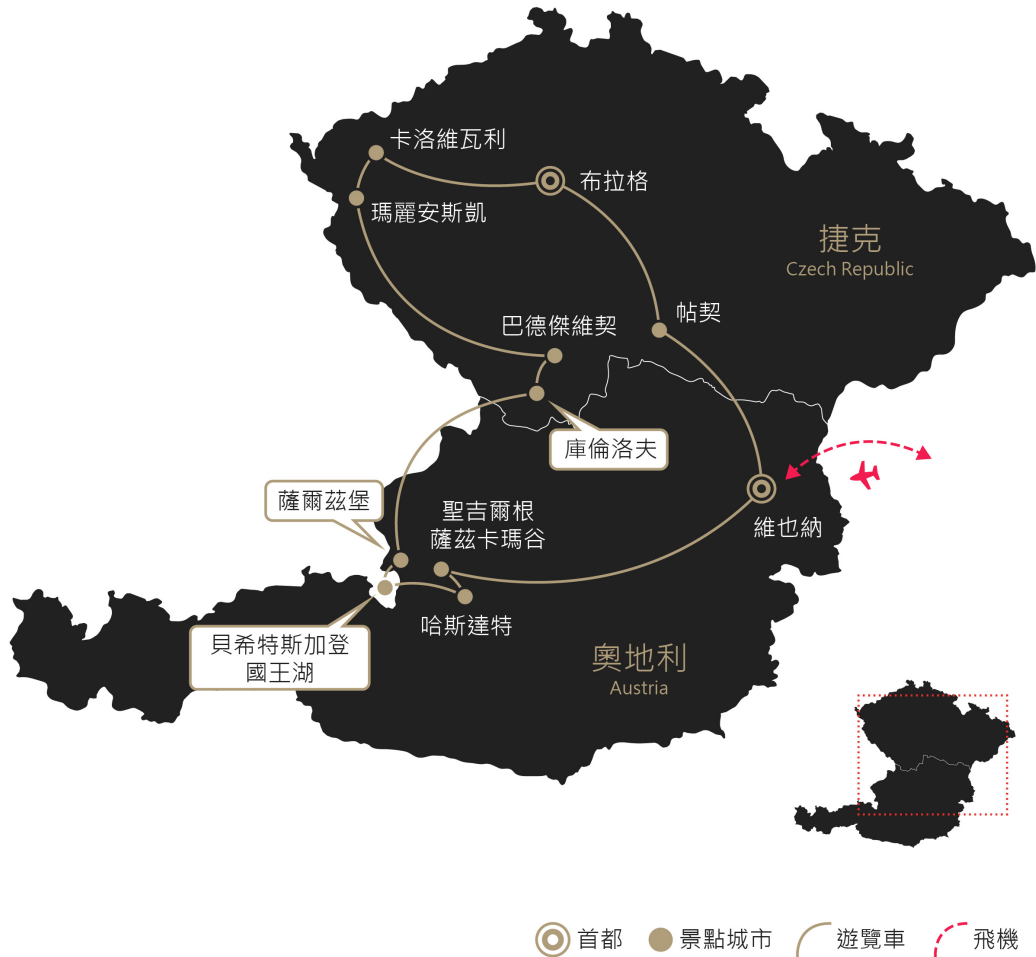 卡洛維瓦利
布拉格
瑪麗安斯凱
捷克
Czech Republic
帖契
巴德傑維契
庫倫洛夫
薩爾茲堡
聖吉爾根
薩茲卡瑪谷
維也納
哈斯達特
貝希特斯加登
國王湖
奧地利
Austria
首都
景點城市
遊覽車
飛機